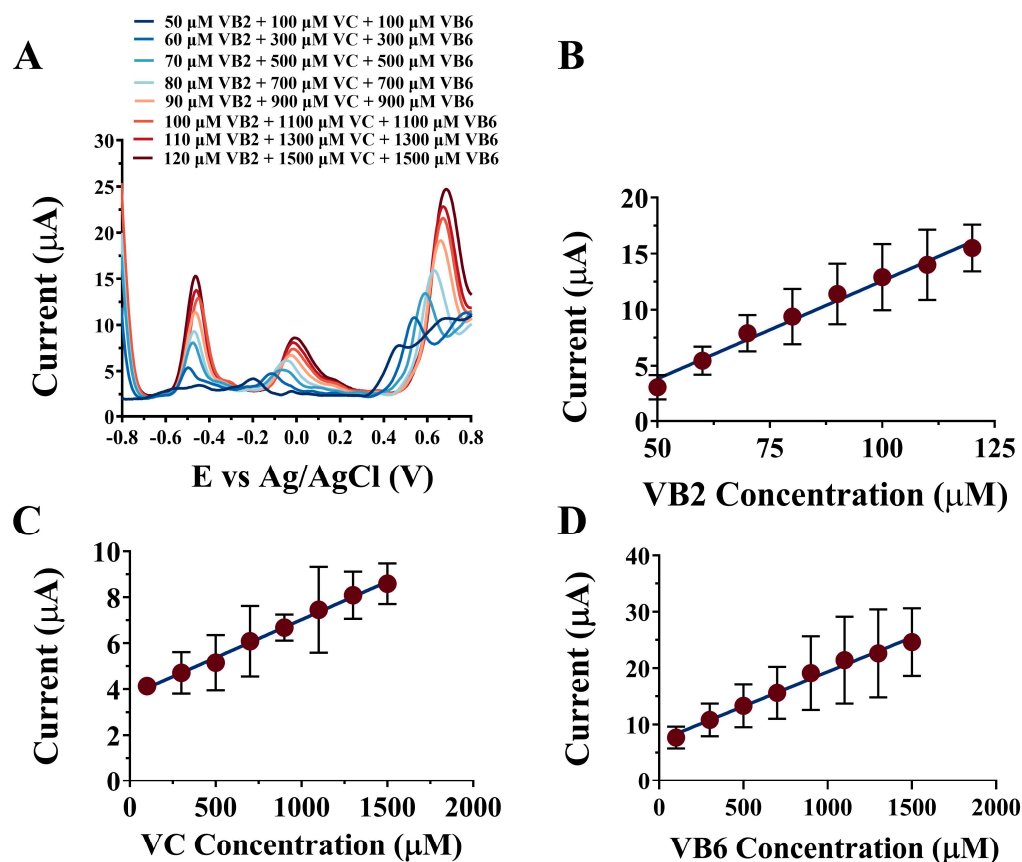 A
50 μM VB2 + 100 μM VC + 100 μM VB6
60 μM VB2 + 300 μM VC + 300 μM VB6
70 μM VB2 + 500 μM VC + 500 μM VB6
80 μM VB2 + 700 μM VC + 700 μM VB6
90 μM VB2 + 900 μM VC + 900 μM VB6
100 μM VB2 + 1100 μM VC + 1100 μM VB6
110 μM VB2 + 1300 μM VC + 1300 μM VB6
120 μM VB2 + 1500 μM VC + 1500 μM VB6
Current (μA)
30
25
20
15
10
5
0
-0.8 -0.6 -0.4 -0.2 0.0 0.2 0.4 0.6 0.8
E vs Ag/AgCl (V)
B
Current (μA)
20
15
10
5
0
50 75 100 125
VB2 Concentration (μM)
C
Current (μA)
10
8
6
4
2
0
0 500 1000 1500 2000
VC Concentration (μM)
D
Current (μA)
40
30
20
10
0
0 500 1000 1500 2000
VB6 Concentration (μM)